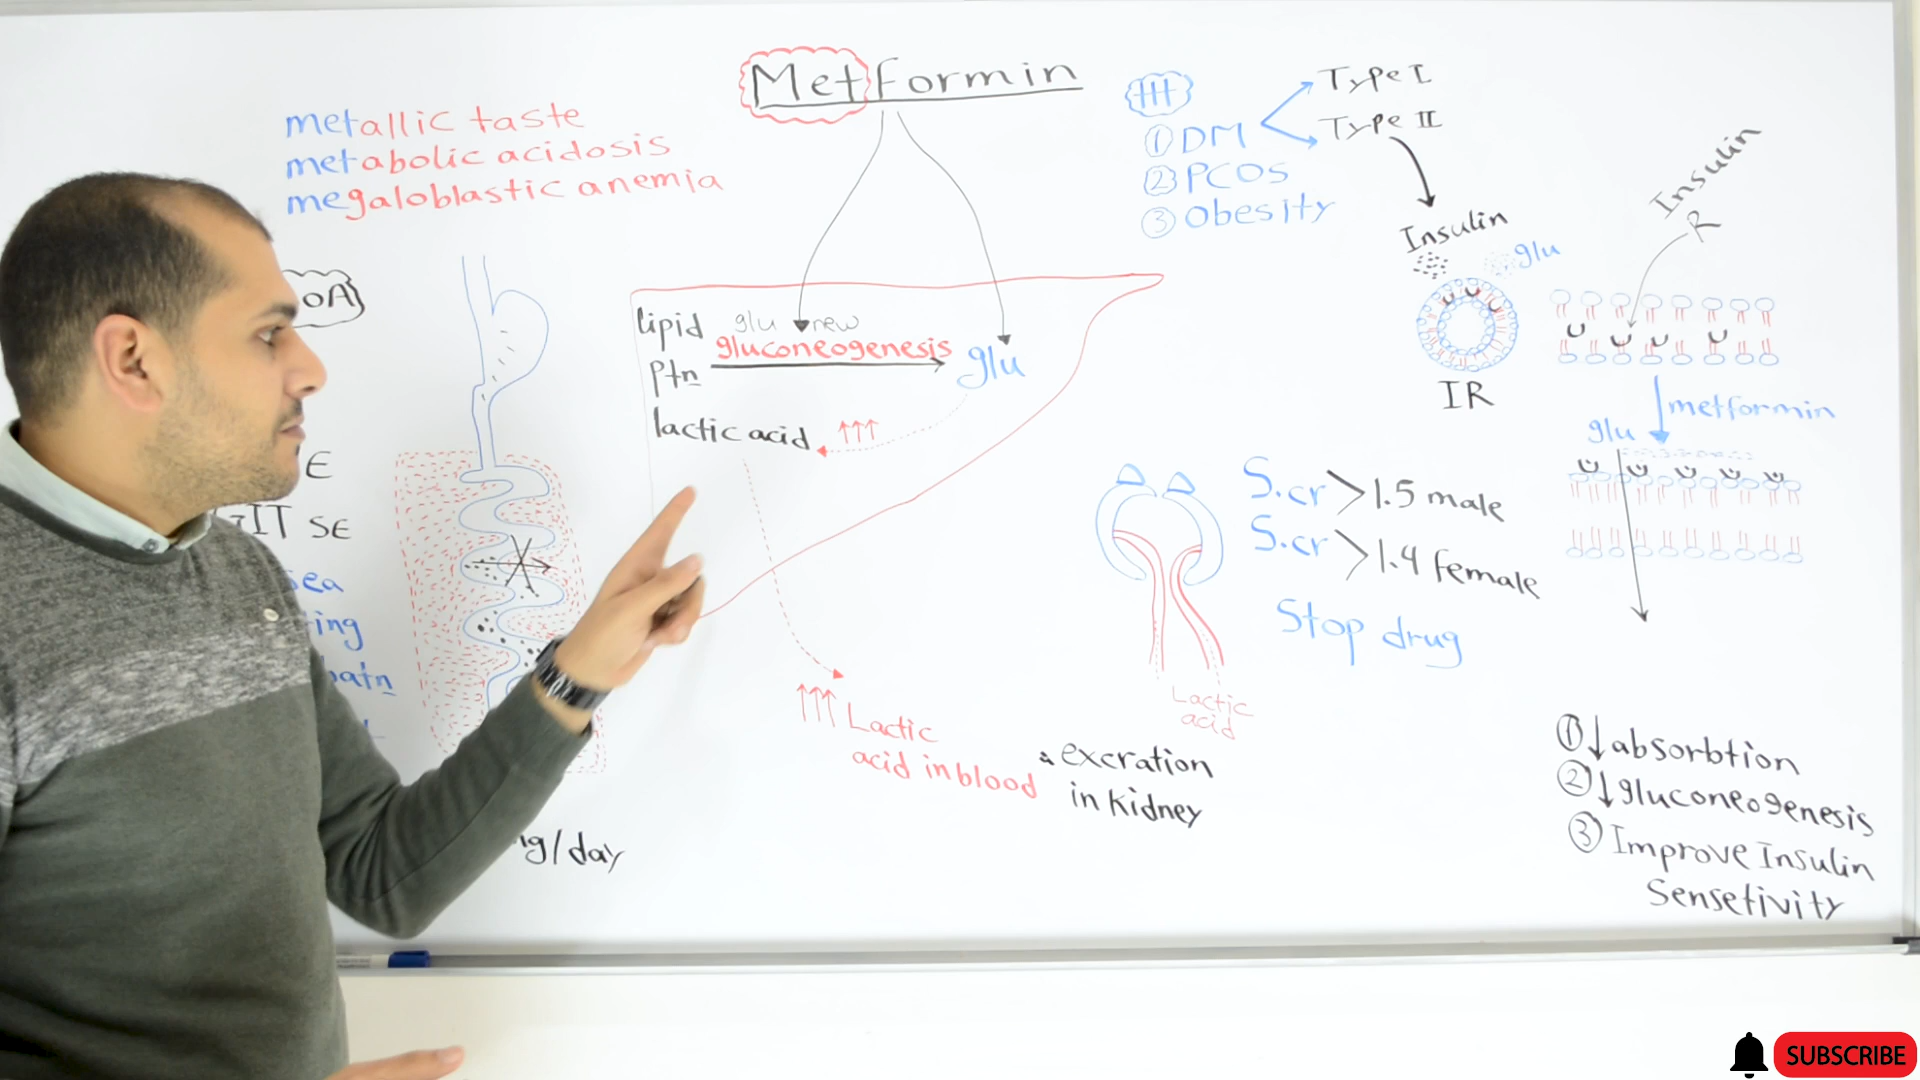 Metformin
metallic taste
metabolic acidosis
megaloblastic anemia
① DM
② PCOS
③ Obesity
Type I
Type II
Insulin
glu
IR
Insulin
R
metformin
glu
lipid
glu new
gluconeogenesis
ptn
glu
lactic acid ↑↑↑
↑↑↑ Lactic
acid in blood
& excration
in kidney
Lactic
acid
S.cr > 1.5 male
S.cr > 1.4 female
Stop drug
① ↓ absorbtion
② ↓ gluconeogenesis
③ Improve Insulin
Sensetivity
OA
E
GIT SE
/day
SUBSCRIBE